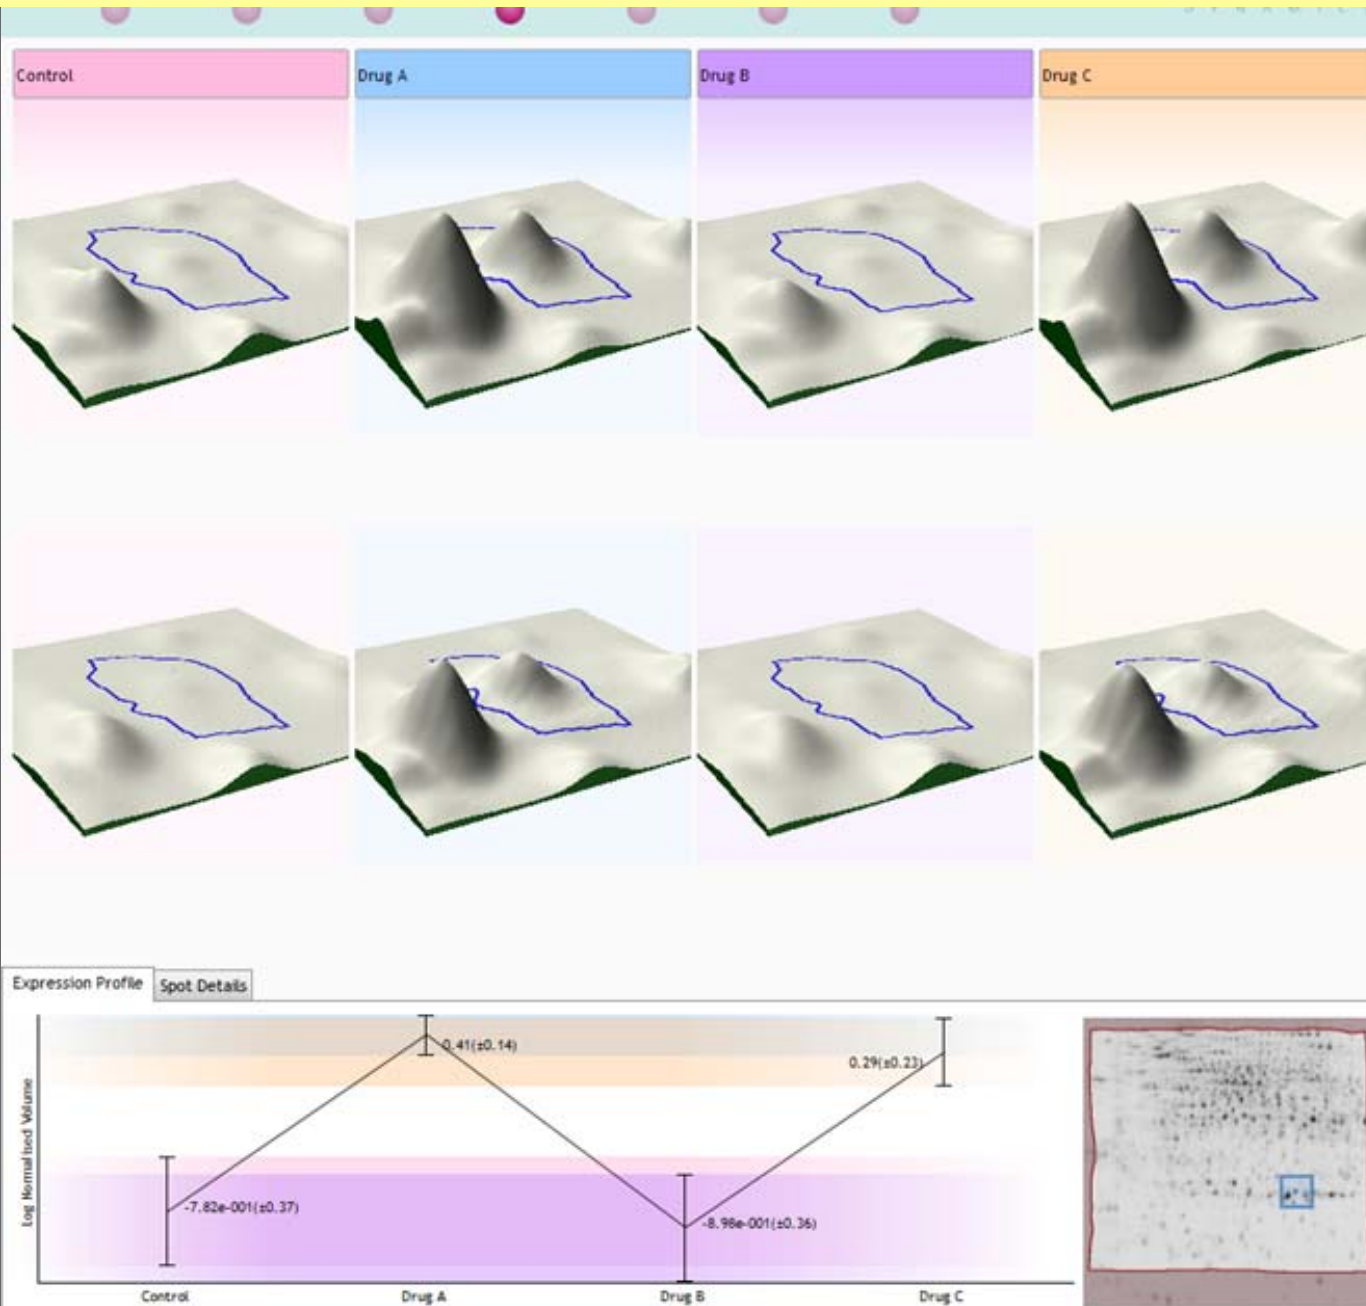 Control
Drug A
Drug B
Drug C
Expression Profile
Spot Details
Log Normalised Volume
0.41(±0.14)
0.29(±0.23)
-7.82e-001(±0.37)
-8.98e-001(±0.36)
Control
Drug A
Drug B
Drug C